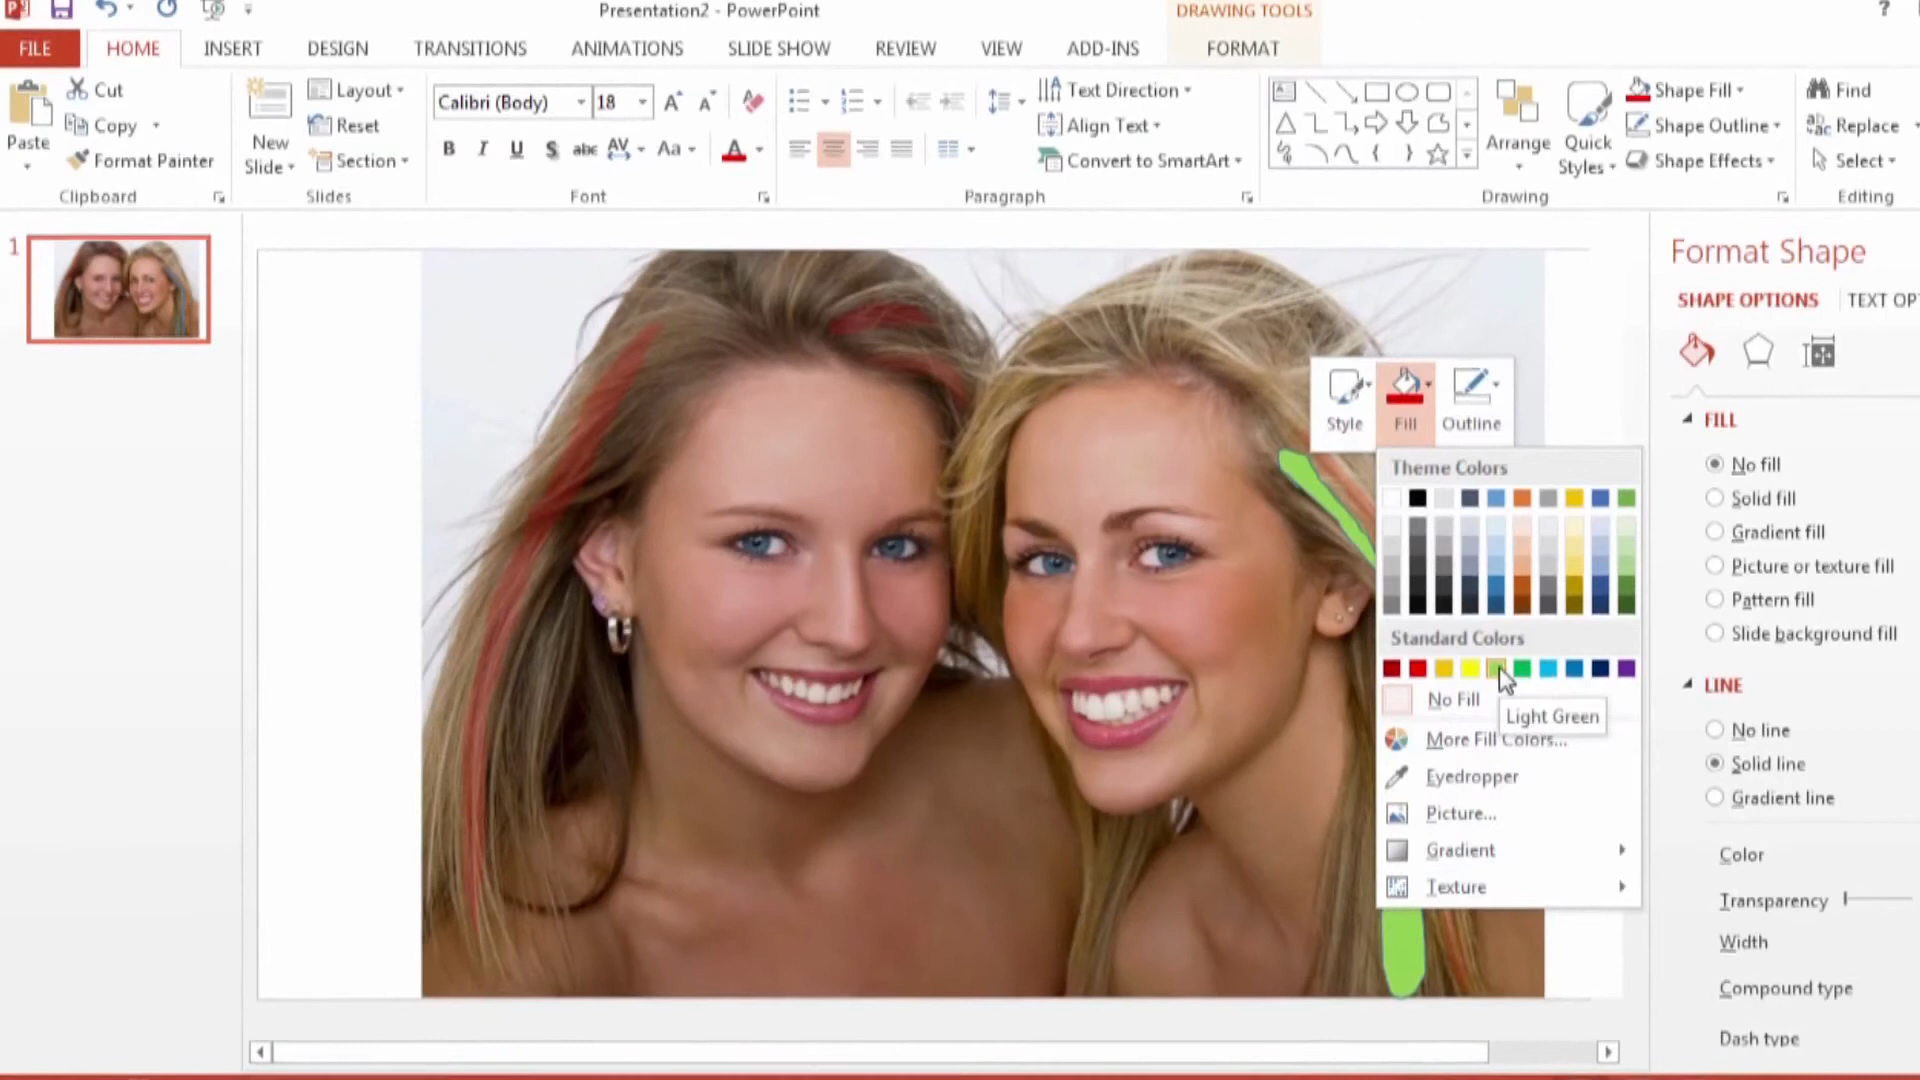 Presentation2 - PowerPoint
DRAWING TOOLS
?
FILE
HOME
INSERT
DESIGN
TRANSITIONS
ANIMATIONS
SLIDE SHOW
REVIEW
VIEW
ADD-INS
FORMAT
Paste
Cut
Copy
Format Painter
Clipboard
New
Slide
Layout
Reset
Section
Slides
Calibri (Body)
18
A
A
B
I
U
S
abc
AV
Aa
A
Font
Text Direction
Align Text
Convert to SmartArt
Paragraph
Arrange
Quick
Styles
Shape Fill
Shape Outline
Shape Effects
Drawing
Find
Replace
Select
Editing
1
Style
Fill
Outline
Theme Colors
Standard Colors
No Fill
Light Green
More Fill Colors...
Eyedropper
Picture...
Gradient
Texture
Format Shape
SHAPE OPTIONS
TEXT OP
FILL
No fill
Solid fill
Gradient fill
Picture or texture fill
Pattern fill
Slide background fill
LINE
No line
Solid line
Gradient line
Color
Transparency
Width
Compound type
Dash type